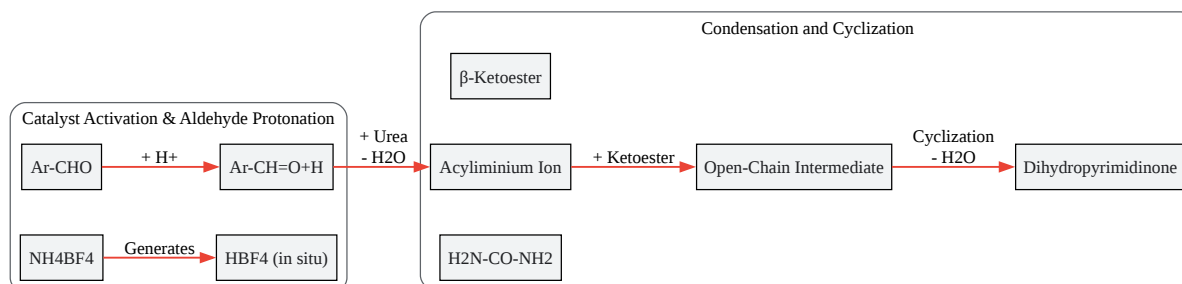 Condensation and Cyclization
β-Ketoester
Catalyst Activation & Aldehyde Protonation
Ar-CHO
+ H+
Ar-CH=O+H
+ Urea
- H2O
Acyliminium Ion
+ Ketoester
Open-Chain Intermediate
Cyclization
- H2O
Dihydropyrimidinone
NH4BF4
Generates
HBF4 (in situ)
H2N-CO-NH2